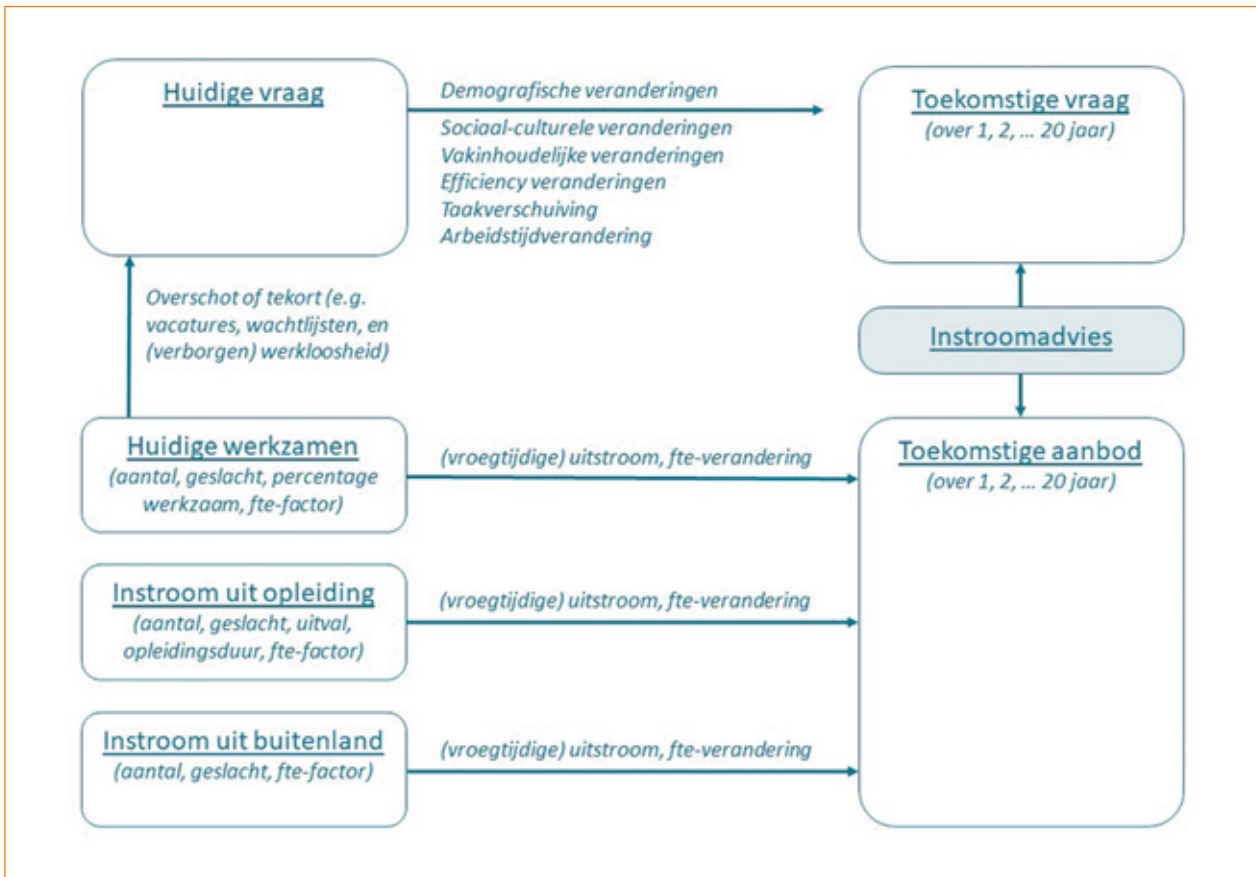 Huidige vraag
Demografische veranderingen
Sociaal-culturele veranderingen
Vakinhoudelijke veranderingen
Efficiency veranderingen
Taakverschuiving
Arbeidstijdverandering
Toekomstige vraag
(over 1, 2, ... 20 jaar)
Overschot of tekort (e.g.
vacatures, wachtlijsten, en
(verborgen) werkloosheid)
Instroomadvies
Huidige werkzamen
(aantal, geslacht, percentage
werkzaam, fte-factor)
(vroegtijdige) uitstroom, fte-verandering
Toekomstige aanbod
(over 1, 2, ... 20 jaar)
Instroom uit opleiding
(aantal, geslacht, uitval,
opleidingsduur, fte-factor)
(vroegtijdige) uitstroom, fte-verandering
Instroom uit buitenland
(aantal, geslacht, fte-factor)
(vroegtijdige) uitstroom, fte-verandering